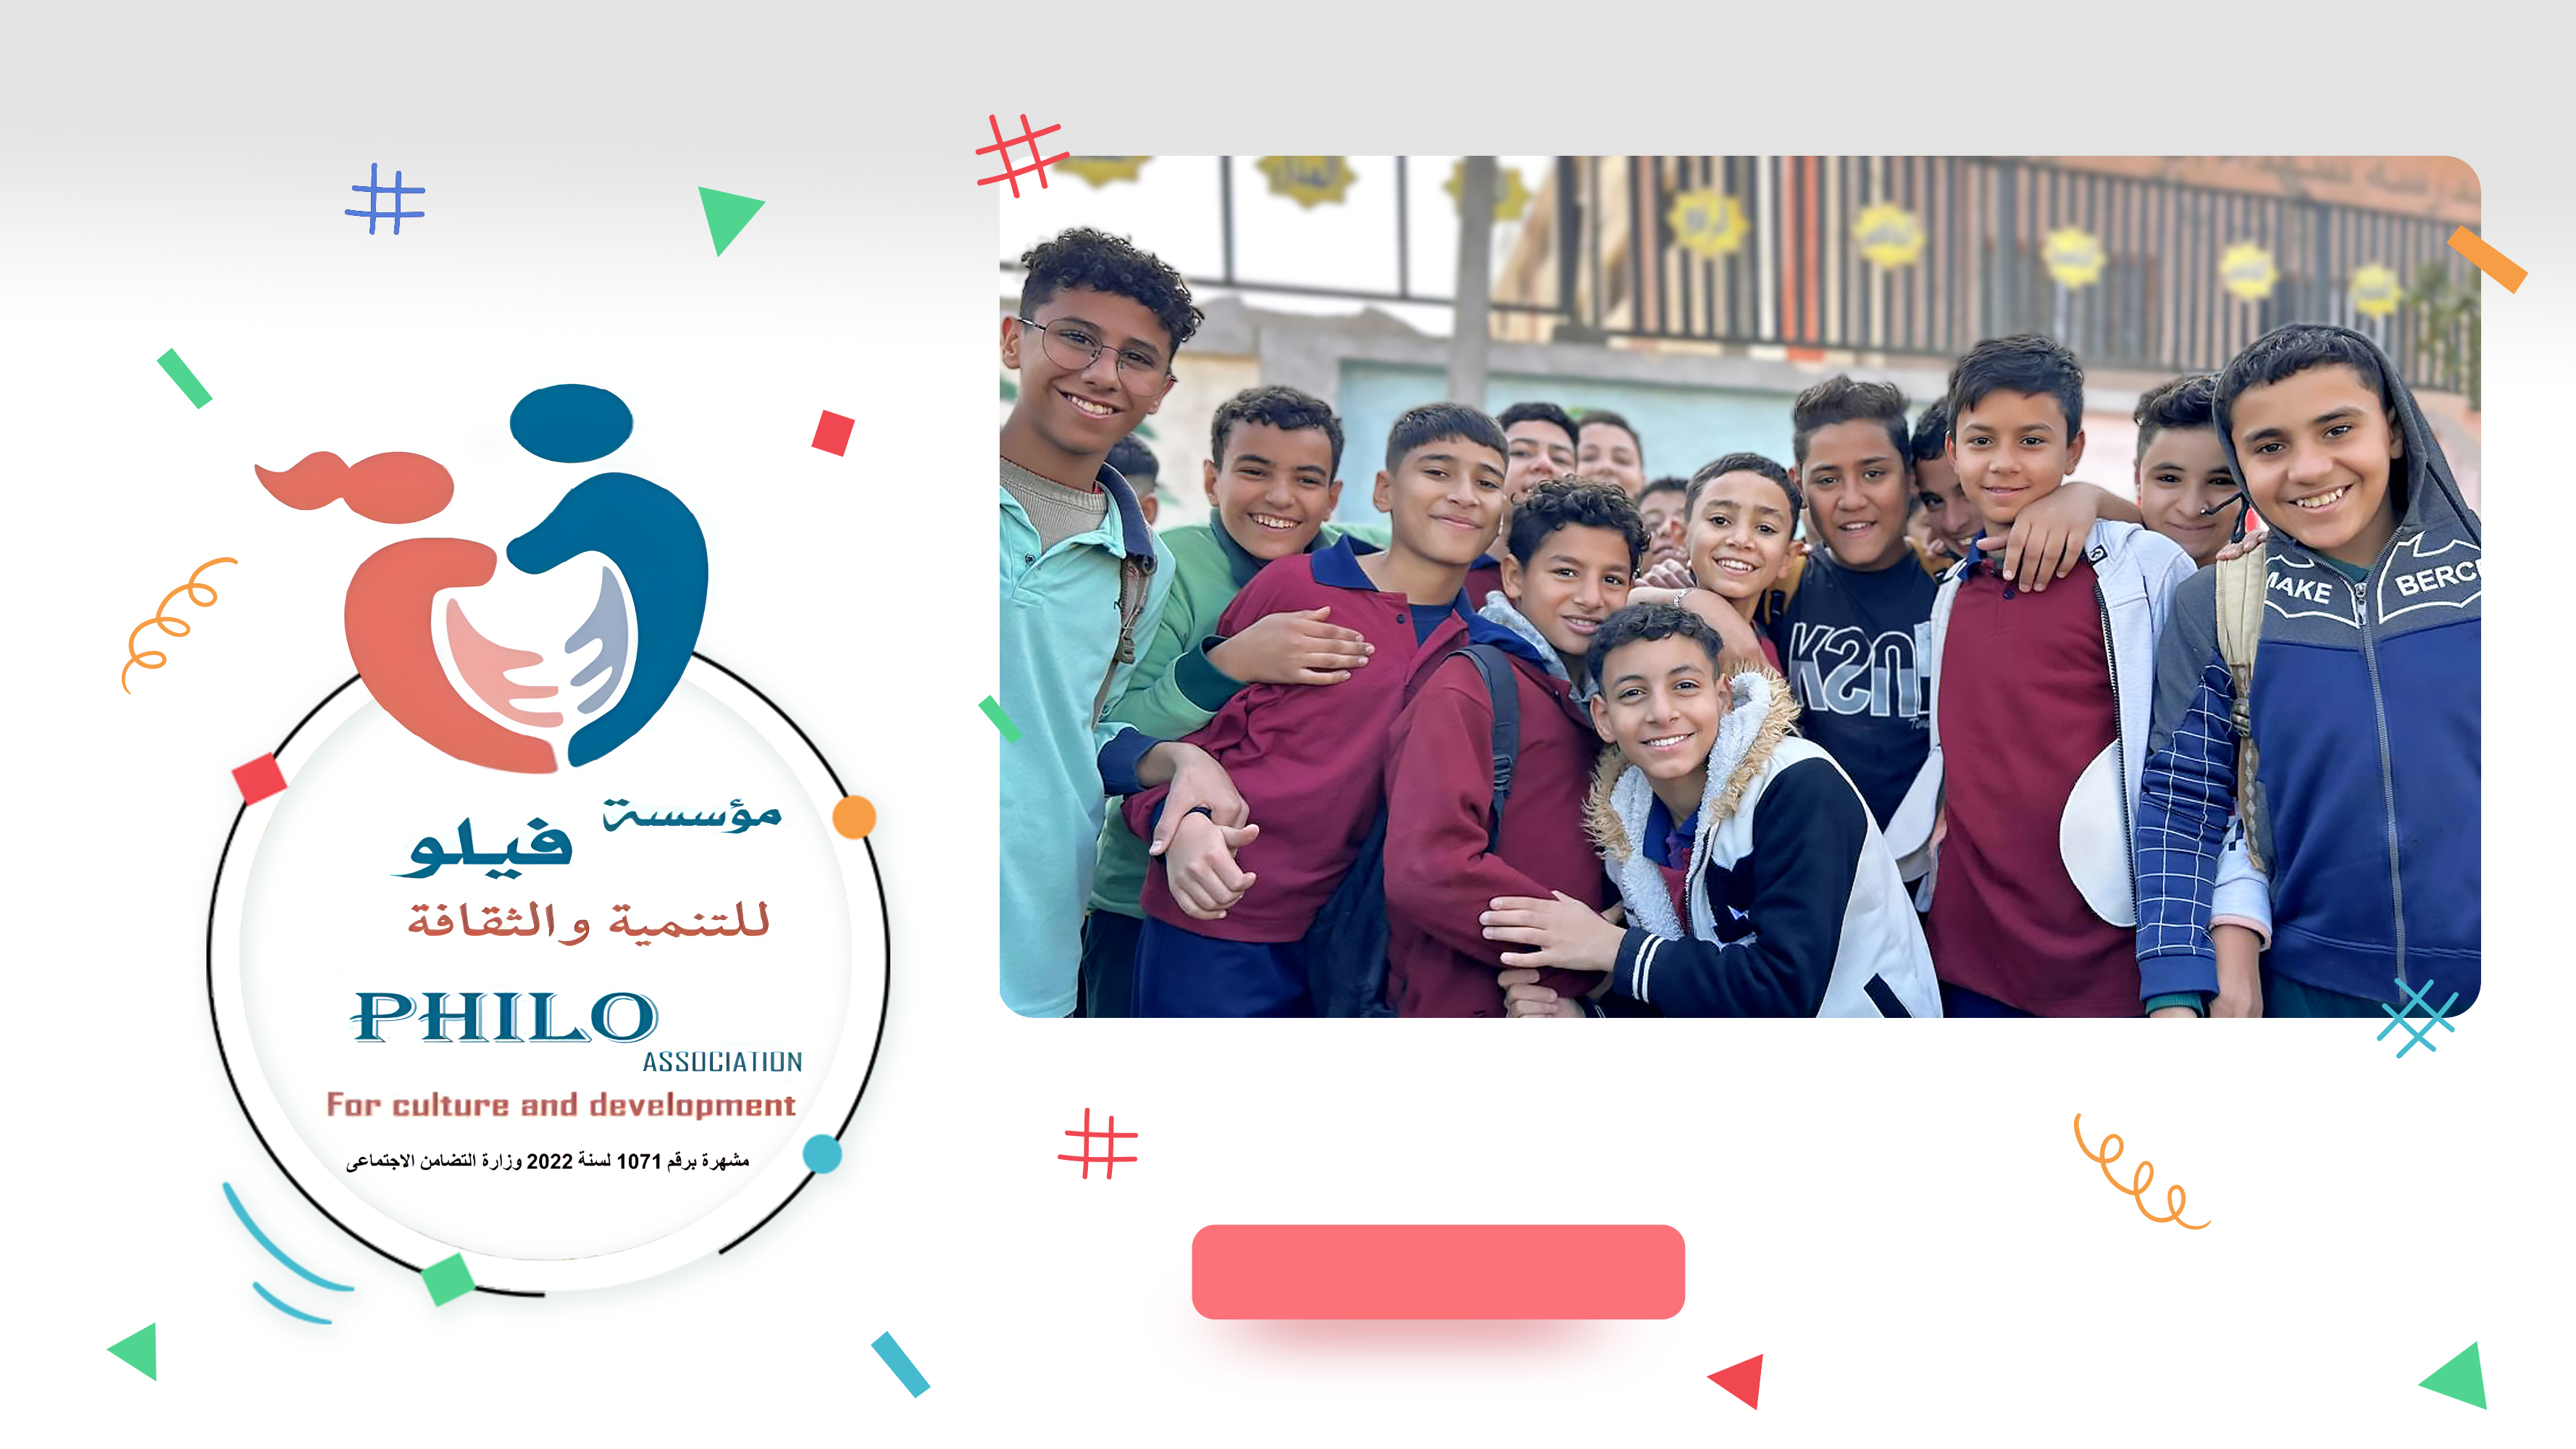 مؤسسة
فيلو
للتنمية والثقافة
PHILO
ASSOCIATION
For culture and development
مشهرة برقم 1071 لسنة 2022 وزارة التضامن الاجتماعى
MAKE
BERC